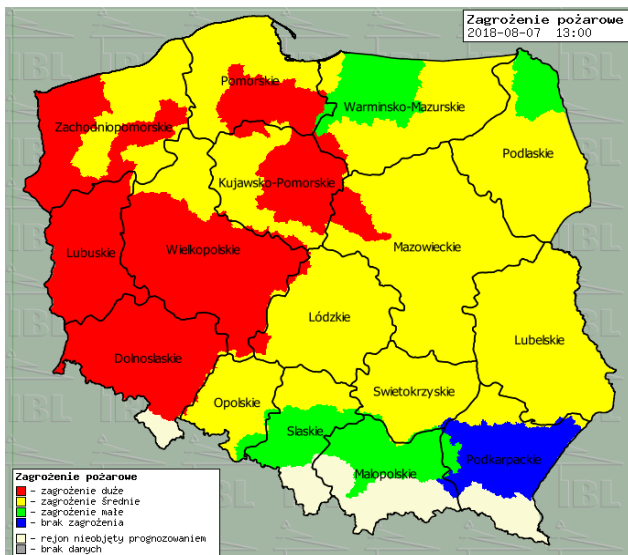 Zagrożenie pożarowe
2018-08-07 13:00
Pomorskie
Warminsko-Mazurskie
Zachodniopomorskie
Podlaskie
Kujawsko-Pomorskie
Lubuskie
Wielkopolskie
Mazowieckie
Lódzkie
Lubelskie
Dolnoslaskie
Opolskie
Swietokrzyskie
Slaskie
Malopolskie
Podkarpackie
Zagrożenie pożarowe
– zagrożenie duże
– zagrożenie średnie
– zagrożenie małe
– brak zagrożenia
– rejon nieobjęty prognozowaniem
– brak danych
IBL